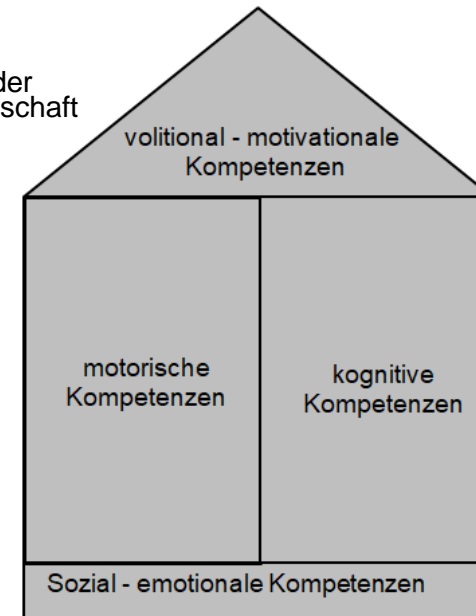 der
schaft
volitional - motivationale
Kompetenzen
motorische
Kompetenzen
kognitive
Kompetenzen
Sozial - emotionale Kompetenzen